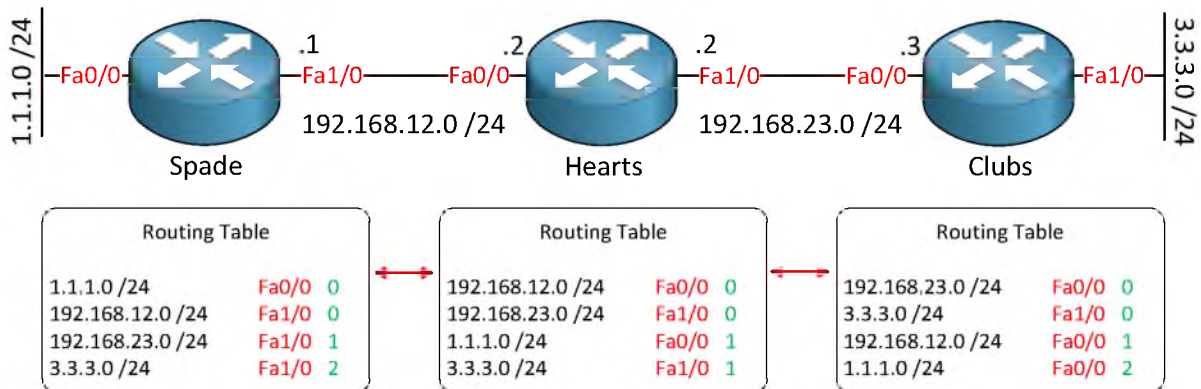 1.1.1.0 /24
Fa0/0
.1
Fa1/0
.2
Fa0/0
.2
Fa1/0
.3
Fa0/0
Fa1/0
3.3.3.0 /24
192.168.12.0 /24
192.168.23.0 /24
Spade
Hearts
Clubs
Routing Table
1.1.1.0 /24 Fa0/0 0
192.168.12.0 /24 Fa1/0 0
192.168.23.0 /24 Fa1/0 1
3.3.3.0 /24 Fa1/0 2
Routing Table
192.168.12.0 /24 Fa0/0 0
192.168.23.0 /24 Fa1/0 0
1.1.1.0 /24 Fa0/0 1
3.3.3.0 /24 Fa1/0 1
Routing Table
192.168.23.0 /24 Fa0/0 0
3.3.3.0 /24 Fa1/0 0
192.168.12.0 /24 Fa0/0 1
1.1.1.0 /24 Fa0/0 2